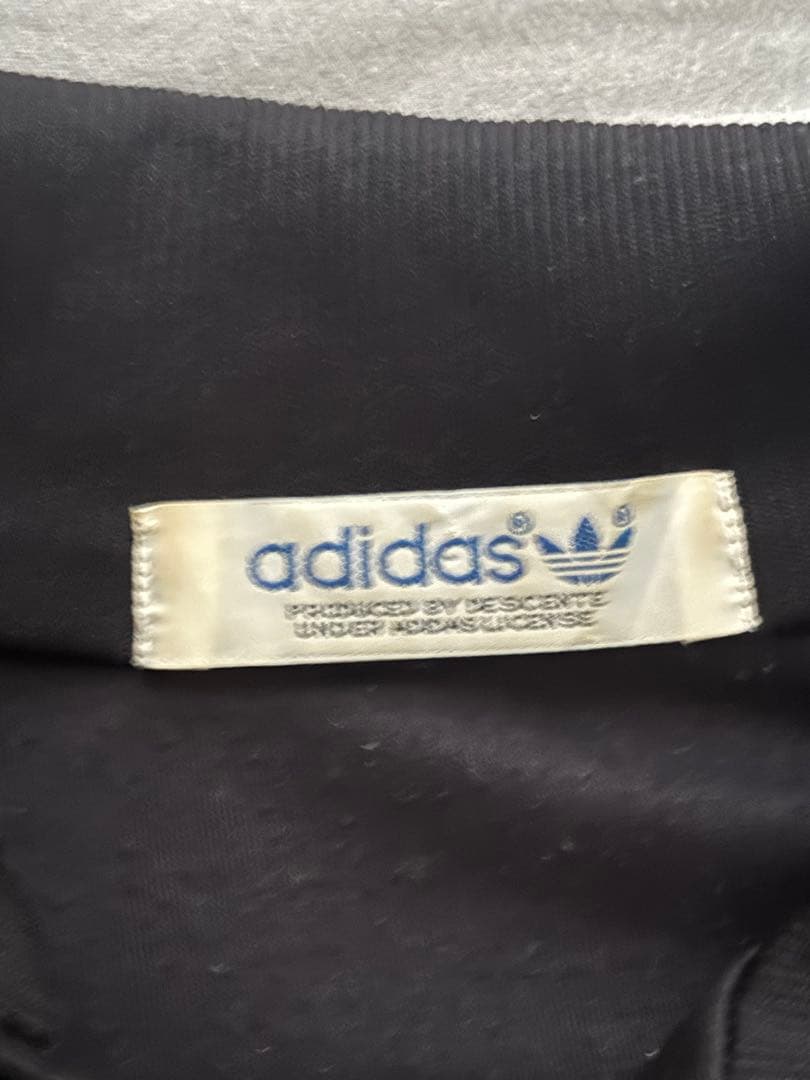 adidas®®
PRODUCED BY DESCENTE
UNDER ADIDAS LICENSE